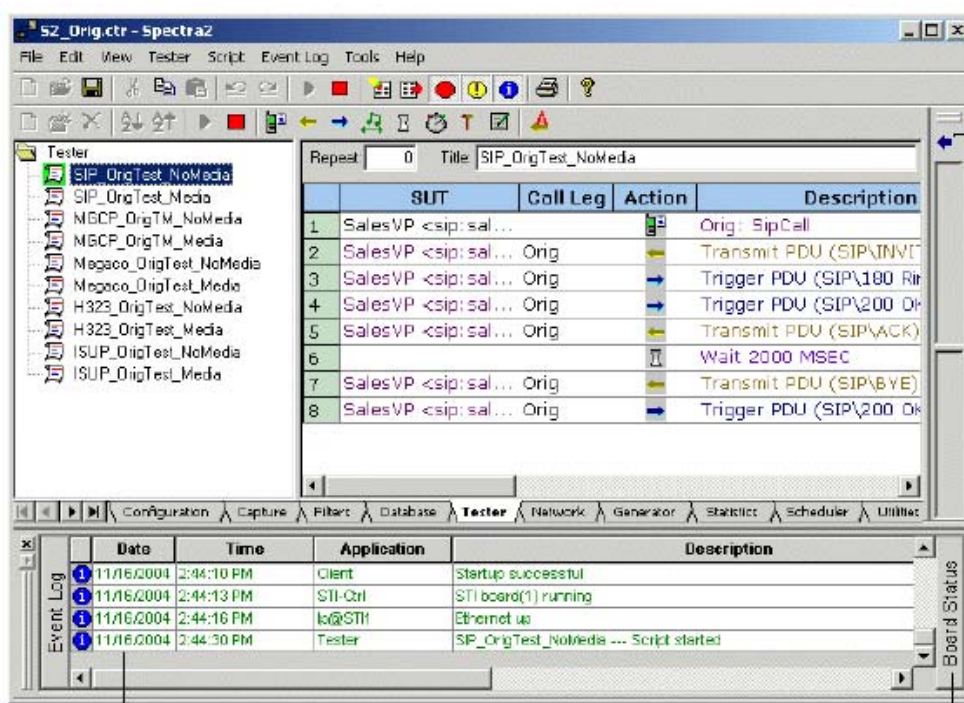 S2_Orig.ctr - Spectra2
File Edit View Tester Script Event Log Tools Help
Tester
SIP_OrigTest_NoMedia
SIP_OrigTest_Media
MGCP_OrigTM_NoMedia
MGCP_OrigTM_Media
Megaco_OrigTest_NoMedia
Megaco_OrigTest_Media
H323_OrigTest_NoMedia
H323_OrigTest_Media
ISUP_OrigTest_NoMedia
ISUP_OrigTest_Media
Repeat 0 Title SIP_OrigTest_NoMedia
SUT Call Leg Action Description
1 SalesVP <sip:sal... Orig: SipCall
2 SalesVP <sip:sal... Orig Transmit PDU (SIP\INVIT
3 SalesVP <sip:sal... Orig Trigger PDU (SIP\180 Rin
4 SalesVP <sip:sal... Orig Trigger PDU (SIP\200 OK
5 SalesVP <sip:sal... Orig Transmit PDU (SIP\ACK)
6 Wait 2000 MSEC
7 SalesVP <sip:sal... Orig Transmit PDU (SIP\BYE)
8 SalesVP <sip:sal... Orig Trigger PDU (SIP\200 OK
Configuration Capture Filters Database Tester Network Generator Statistics Scheduler Utilities
Event Log
Date Time Application Description
11/16/2004 2:44:10 PM Client Startup successful
11/16/2004 2:44:13 PM STI-Ctrl STI board(1) running
11/16/2004 2:44:16 PM Ethernet up
11/16/2004 2:44:30 PM Tester SIP_OrigTest_NoMedia --- Script started
Board Status